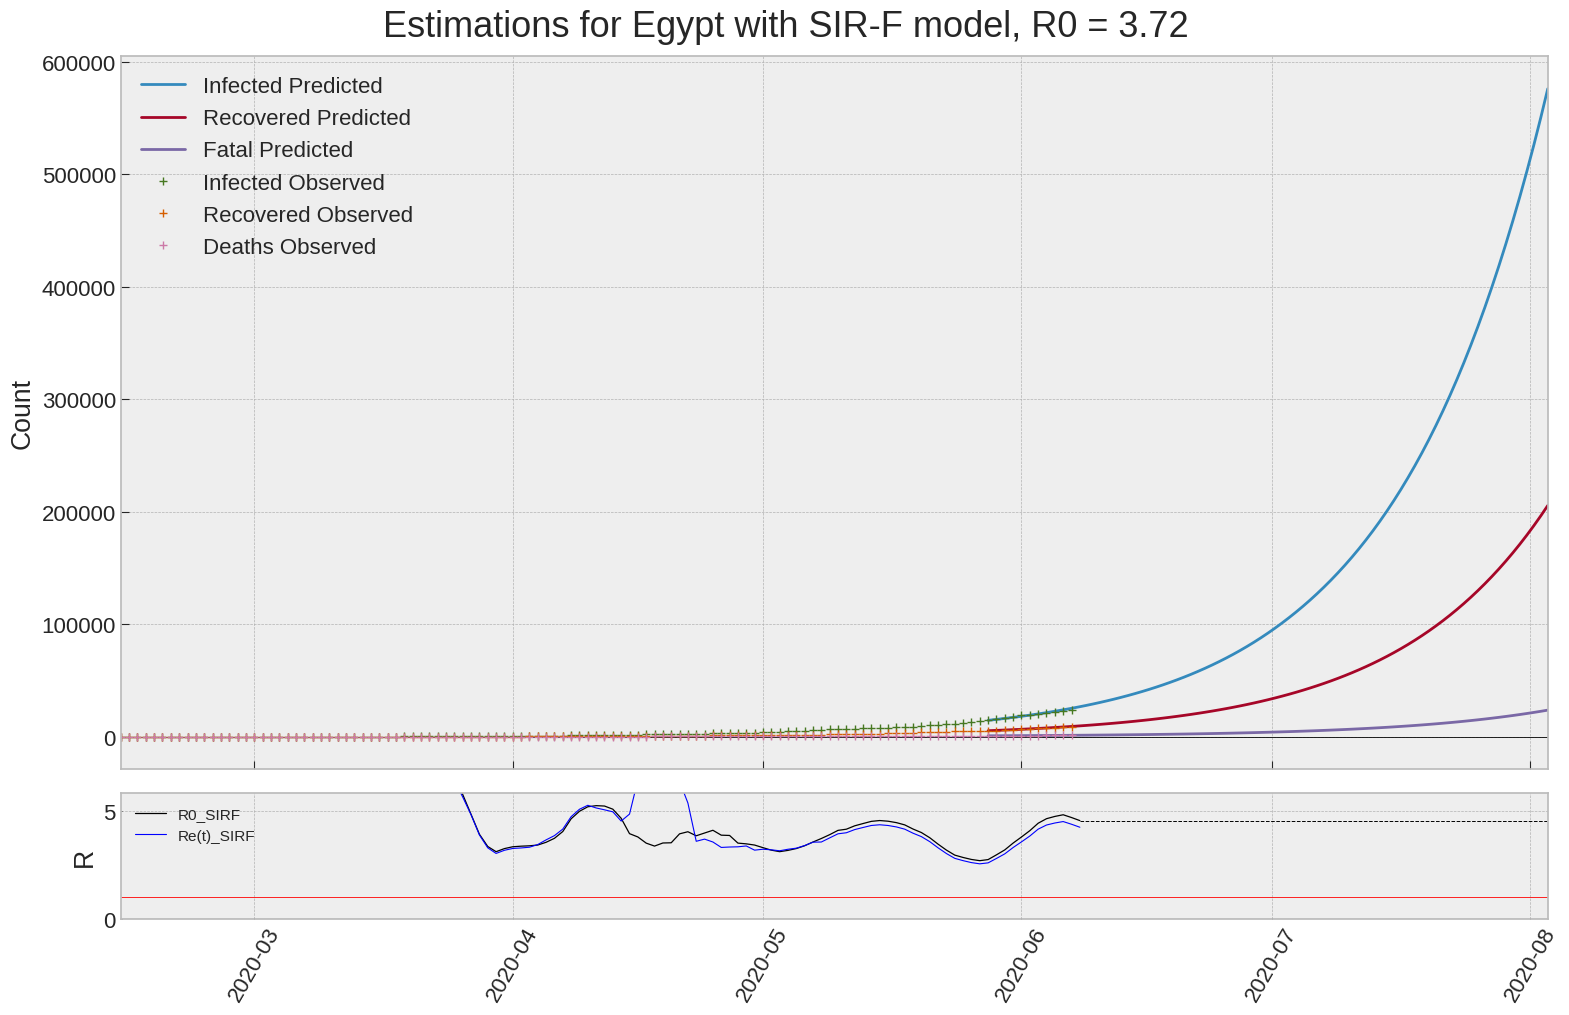 Estimations for Egypt with SIR-F model, R0 = 3.72
600000
500000
400000
300000
200000
100000
0
Count
Infected Predicted
Recovered Predicted
Fatal Predicted
Infected Observed
Recovered Observed
Deaths Observed
5
0
R
R0_SIRF
Re(t)_SIRF
2020-03
2020-04
2020-05
2020-06
2020-07
2020-08